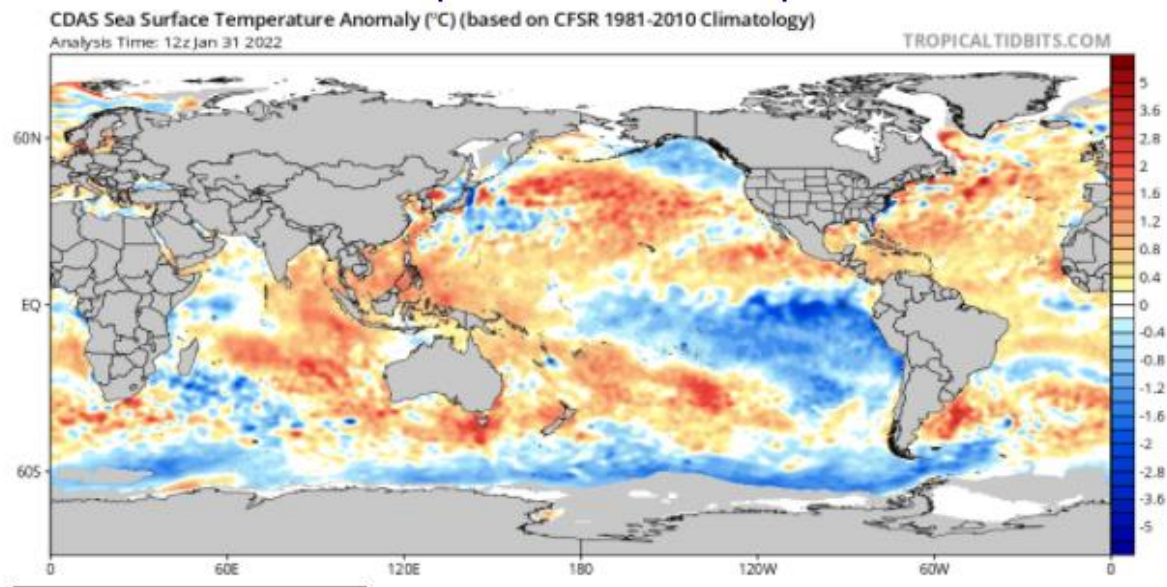 CDAS Sea Surface Temperature Anomaly (°C) (based on CFSR 1981-2010 Climatology)
Analysis Time: 12z Jan 31 2022
TROPICALTIDBITS.COM
60N
EQ
60S
0
60E
120E
180
120W
60W
0
5
3.6
2.8
2
1.6
1.2
0.8
0.4
0
-0.4
-0.8
-1.2
-1.6
-2
-2.8
-3.6
-5